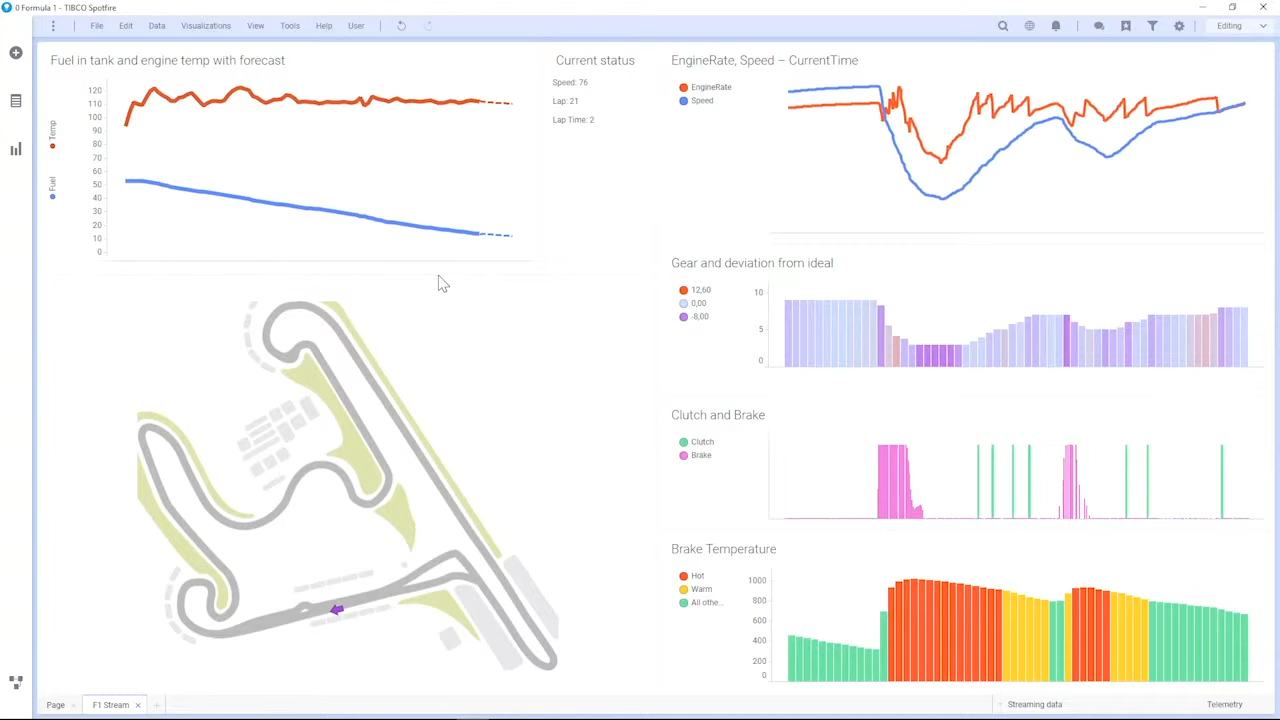 0 Formula 1 - TIBCO Spotfire
File Edit Data Visualizations View Tools Help User Editing
Fuel in tank and engine temp with forecast
Temp
Fuel
120
110
100
90
80
70
60
50
40
30
20
10
0
Current status
Speed: 76
Lap: 21
Lap Time: 2
EngineRate, Speed – CurrentTime
EngineRate
Speed
Gear and deviation from ideal
12,60
0,00
-8,00
10
5
0
Clutch and Brake
Clutch
Brake
Brake Temperature
Hot
Warm
All othe...
1000
800
600
400
200
0
Page F1 Stream Streaming data Telemetry